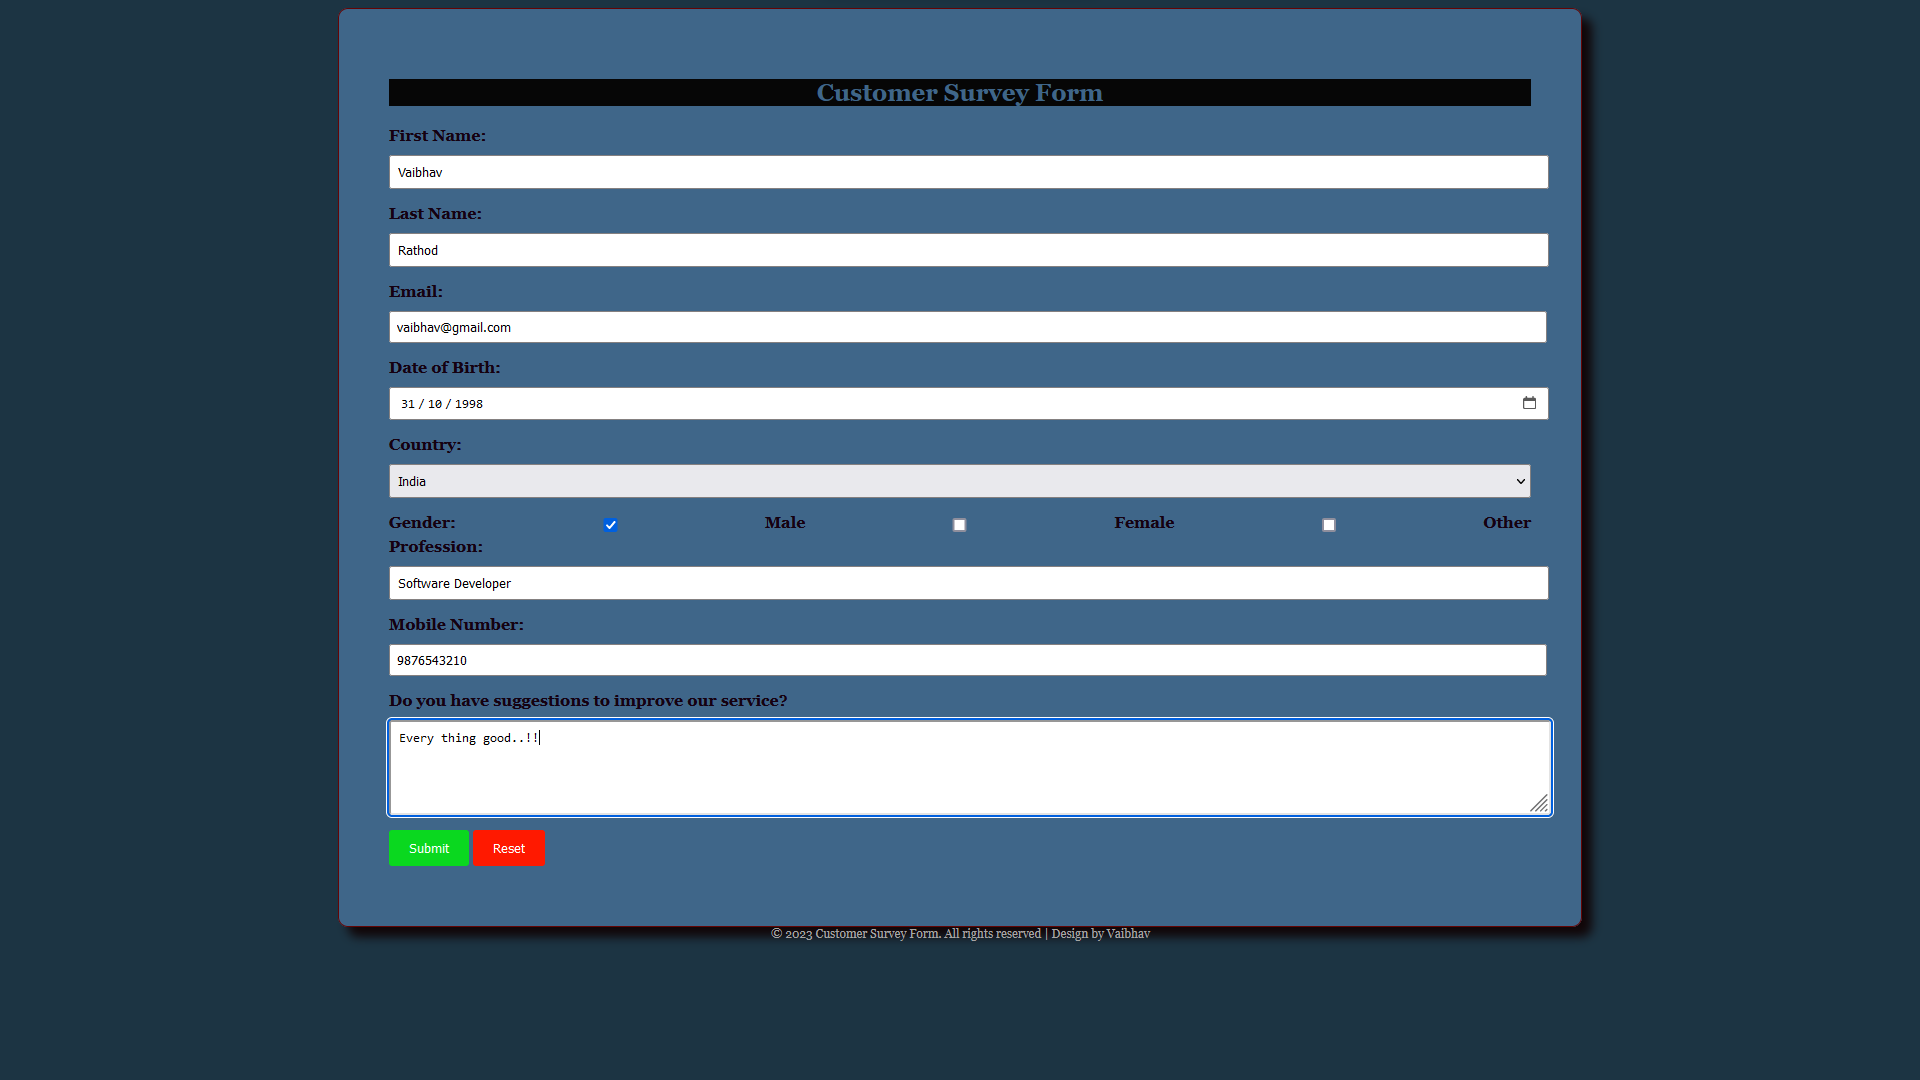 Customer Survey Form
First Name:
Vaibhav
Last Name:
Rathod
Email:
vaibhav@gmail.com
Date of Birth:
31 / 10 / 1998
Country:
India
Gender: Male Female Other
Profession:
Software Developer
Mobile Number:
9876543210
Do you have suggestions to improve our service?
Every thing good..!!
Submit Reset
© 2023 Customer Survey Form. All rights reserved | Design by Vaibhav